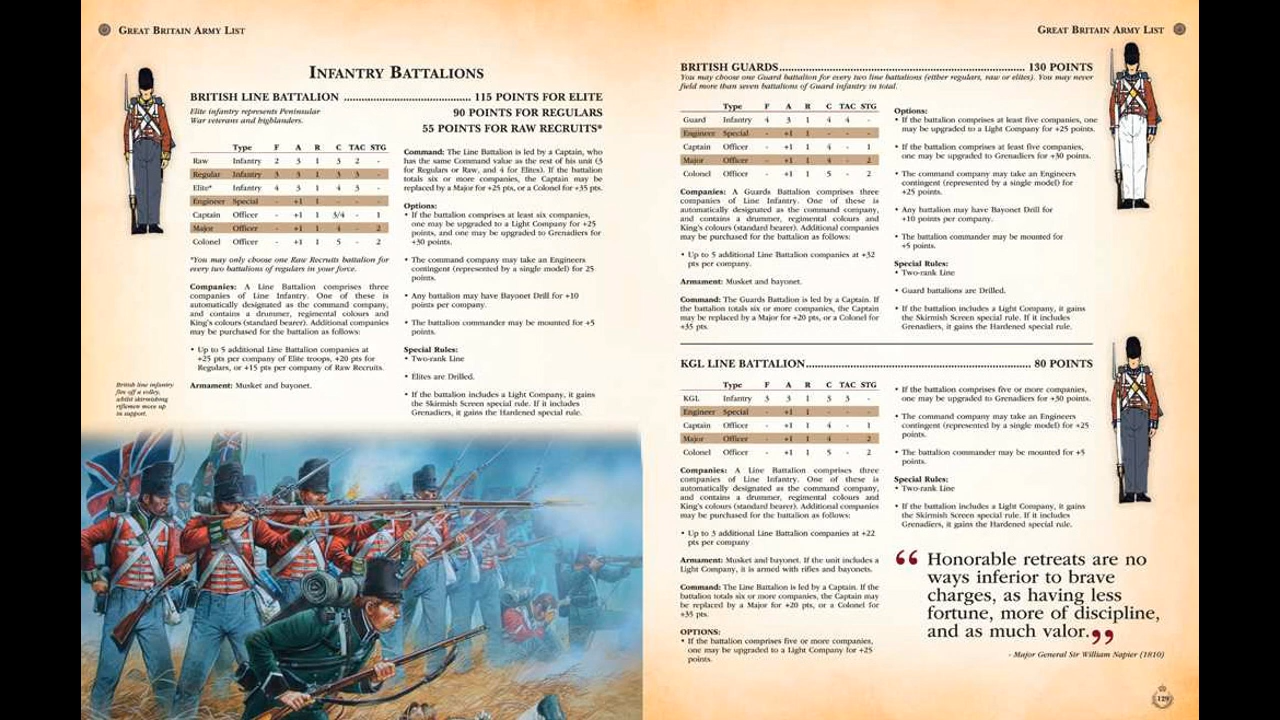 GREAT BRITAIN ARMY LIST
INFANTRY BATTALIONS
BRITISH LINE BATTALION ........................................ 115 POINTS FOR ELITE
90 POINTS FOR REGULARS
55 POINTS FOR RAW RECRUITS*
Elite infantry represents Peninsular
War veterans and highlanders.
Type F A R C TAC STG
Raw Infantry 2 3 1 3 2 -
Regular Infantry 3 3 1 3 3 -
Elite* Infantry 4 3 1 4 3 -
Engineer Special - +1 1 - - -
Captain Officer - +1 1 3/4 - 1
Major Officer - +1 1 4 - 2
Colonel Officer - +1 1 5 - 2
*You may only choose one Raw Recruits battalion for
every two battalions of regulars in your force.
Companies: A Line Battalion comprises three
companies of Line Infantry. One of these is
automatically designated as the command company,
and contains a drummer, regimental colours and
King's colours (standard bearer). Additional companies
may be purchased for the battalion as follows:
• Up to 5 additional Line Battalion companies at
+25 pts per company of Elite troops, +20 pts for
Regulars, or +15 pts per company of Raw Recruits.
Armament: Musket and bayonet.
British line infantry
fire off a volley,
whilst skirmishing
riflemen move up
in support.
Command: The Line Battalion is led by a Captain, who
has the same Command value as the rest of his unit (3
for Regulars or Raw, and 4 for Elites). If the battalion
totals six or more companies, the Captain may be
replaced by a Major for +25 pts, or a Colonel for +35 pts.
Options:
• If the battalion comprises at least six companies,
one may be upgraded to a Light Company for +25
points, and one may be upgraded to Grenadiers for
+30 points.
• The command company may take an Engineers
contingent (represented by a single model) for 25
points.
• Any battalion may have Bayonet Drill for +10
points per company.
• The battalion commander may be mounted for +5
points.
Special Rules:
• Two-rank Line
• Elites are Drilled.
• If the battalion includes a Light Company, it gains
the Skirmish Screen special rule. If it includes
Grenadiers, it gains the Hardened special rule.
GREAT BRITAIN ARMY LIST
BRITISH GUARDS........................................................................ 130 POINTS
You may choose one Guard battalion for every two line battalions (either regulars, raw or elites). You may never
field more than seven battalions of Guard infantry in total.
Type F A R C TAC STG
Guard Infantry 4 3 1 4 4 -
Engineer Special - +1 1 - - -
Captain Officer - +1 1 4 - 1
Major Officer - +1 1 4 - 2
Colonel Officer - +1 1 5 - 2
Companies: A Guards Battalion comprises three
companies of Line Infantry. One of these is
automatically designated as the command company,
and contains a drummer, regimental colours and
King's colours (standard bearer). Additional companies
may be purchased for the battalion as follows:
• Up to 5 additional Line Battalion companies at +32
pts per company.
Armament: Musket and bayonet.
Command: The Guards Battalion is led by a Captain. If
the battalion totals six or more companies, the Captain
may be replaced by a Major for +20 pts, or a Colonel for
+35 pts.
Options:
• If the battalion comprises at least five companies, one
may be upgraded to a Light Company for +25 points.
• If the battalion comprises at least five companies,
one may be upgraded to Grenadiers for +30 points.
• The command company may take an Engineers
contingent (represented by a single model) for
+25 points.
• Any battalion may have Bayonet Drill for
+10 points per company.
• The battalion commander may be mounted for
+5 points.
Special Rules:
• Two-rank Line
• Guard battalions are Drilled.
• If the battalion includes a Light Company, it gains
the Skirmish Screen special rule. If it includes
Grenadiers, it gains the Hardened special rule.
KGL LINE BATTALION................................................................ 80 POINTS
Type F A R C TAC STG
KGL Infantry 3 3 1 3 3 -
Engineer Special - +1 1 - - -
Captain Officer - +1 1 4 - 1
Major Officer - +1 1 4 - 2
Colonel Officer - +1 1 5 - 2
Companies: A Line Battalion comprises three
companies of Line Infantry. One of these is
automatically designated as the command company,
and contains a drummer, regimental colours and
King's colours (standard bearer). Additional companies
may be purchased for the battalion as follows:
• Up to 3 additional Line Battalion companies at +22
pts per company
Armament: Musket and bayonet. If the unit includes a
Light Company, it is armed with rifles and bayonets.
Command: The Line Battalion is led by a Captain. If the
battalion totals six or more companies, the Captain may
be replaced by a Major for +20 pts, or a Colonel for
+35 pts.
OPTIONS:
• If the battalion comprises five or more companies,
one may be upgraded to a Light Company for +25
points.
• If the battalion comprises five or more companies,
one may be upgraded to Grenadiers for +30 points.
• The command company may take an Engineers
contingent (represented by a single model) for +25
points.
• The battalion commander may be mounted for +5
points.
Special Rules:
• Two-rank Line
• If the battalion includes a Light Company, it gains
the Skirmish Screen special rule. If it includes
Grenadiers, it gains the Hardened special rule.
“Honorable retreats are no
ways inferior to brave
charges, as having less
fortune, more of discipline,
and as much valor.”
- Major General Sir William Napier (1810)
129